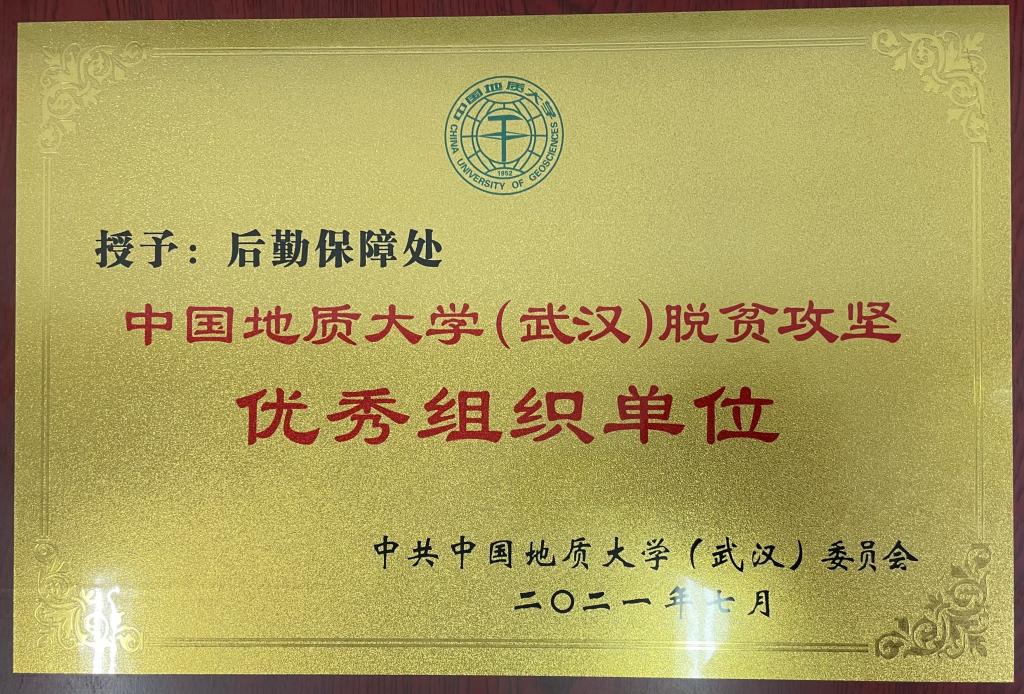 中国地质大学
CHINA UNIVERSITY OF GEOSCIENCES
1952
授予：后勤保障处
中国地质大学（武汉）脱贫攻坚
优秀组织单位
中共中国地质大学（武汉）委员会
二〇二一年七月